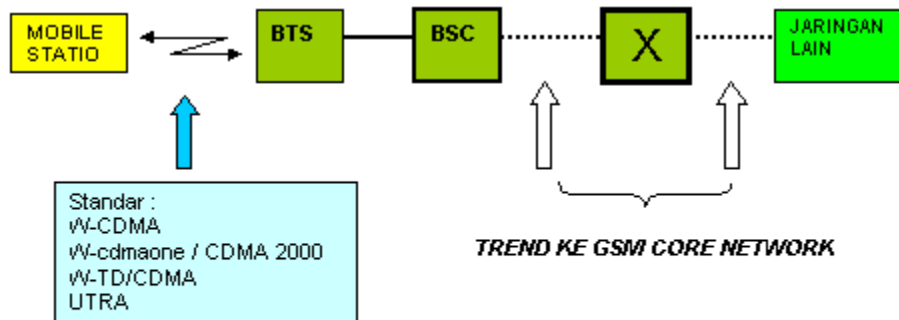 MOBILE
STATIO
BTS
BSC
X
JARINGAN
LAIN
Standar :
W-CDMA
W-cdmaone / CDMA 2000
W-TD/CDMA
UTRA
TREND KE GSM CORE NETWORK